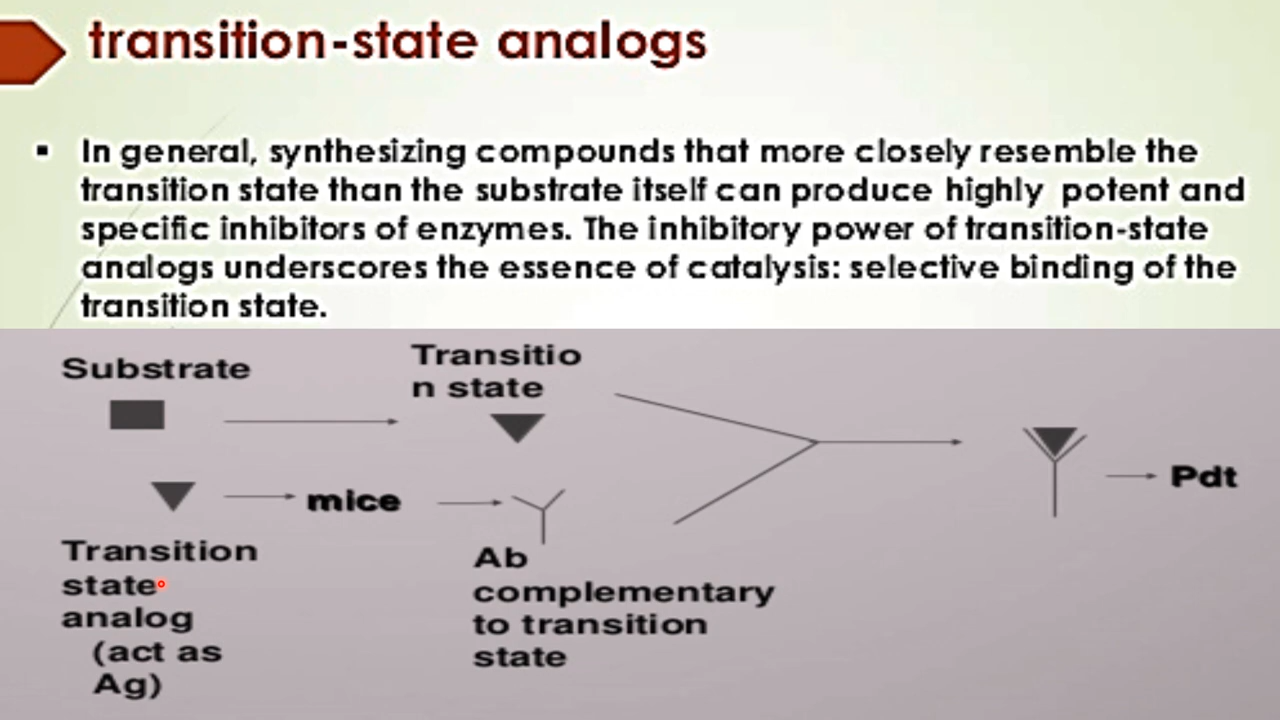 transition-state analogs
▪ In general, synthesizing compounds that more closely resemble the
transition state than the substrate itself can produce highly potent and
specific inhibitors of enzymes. The inhibitory power of transition-state
analogs underscores the essence of catalysis: selective binding of the
transition state.
Substrate
Transitio
n state
mice
Pdt
Transition
state
analog
(act as
Ag)
Ab
complementary
to transition
state